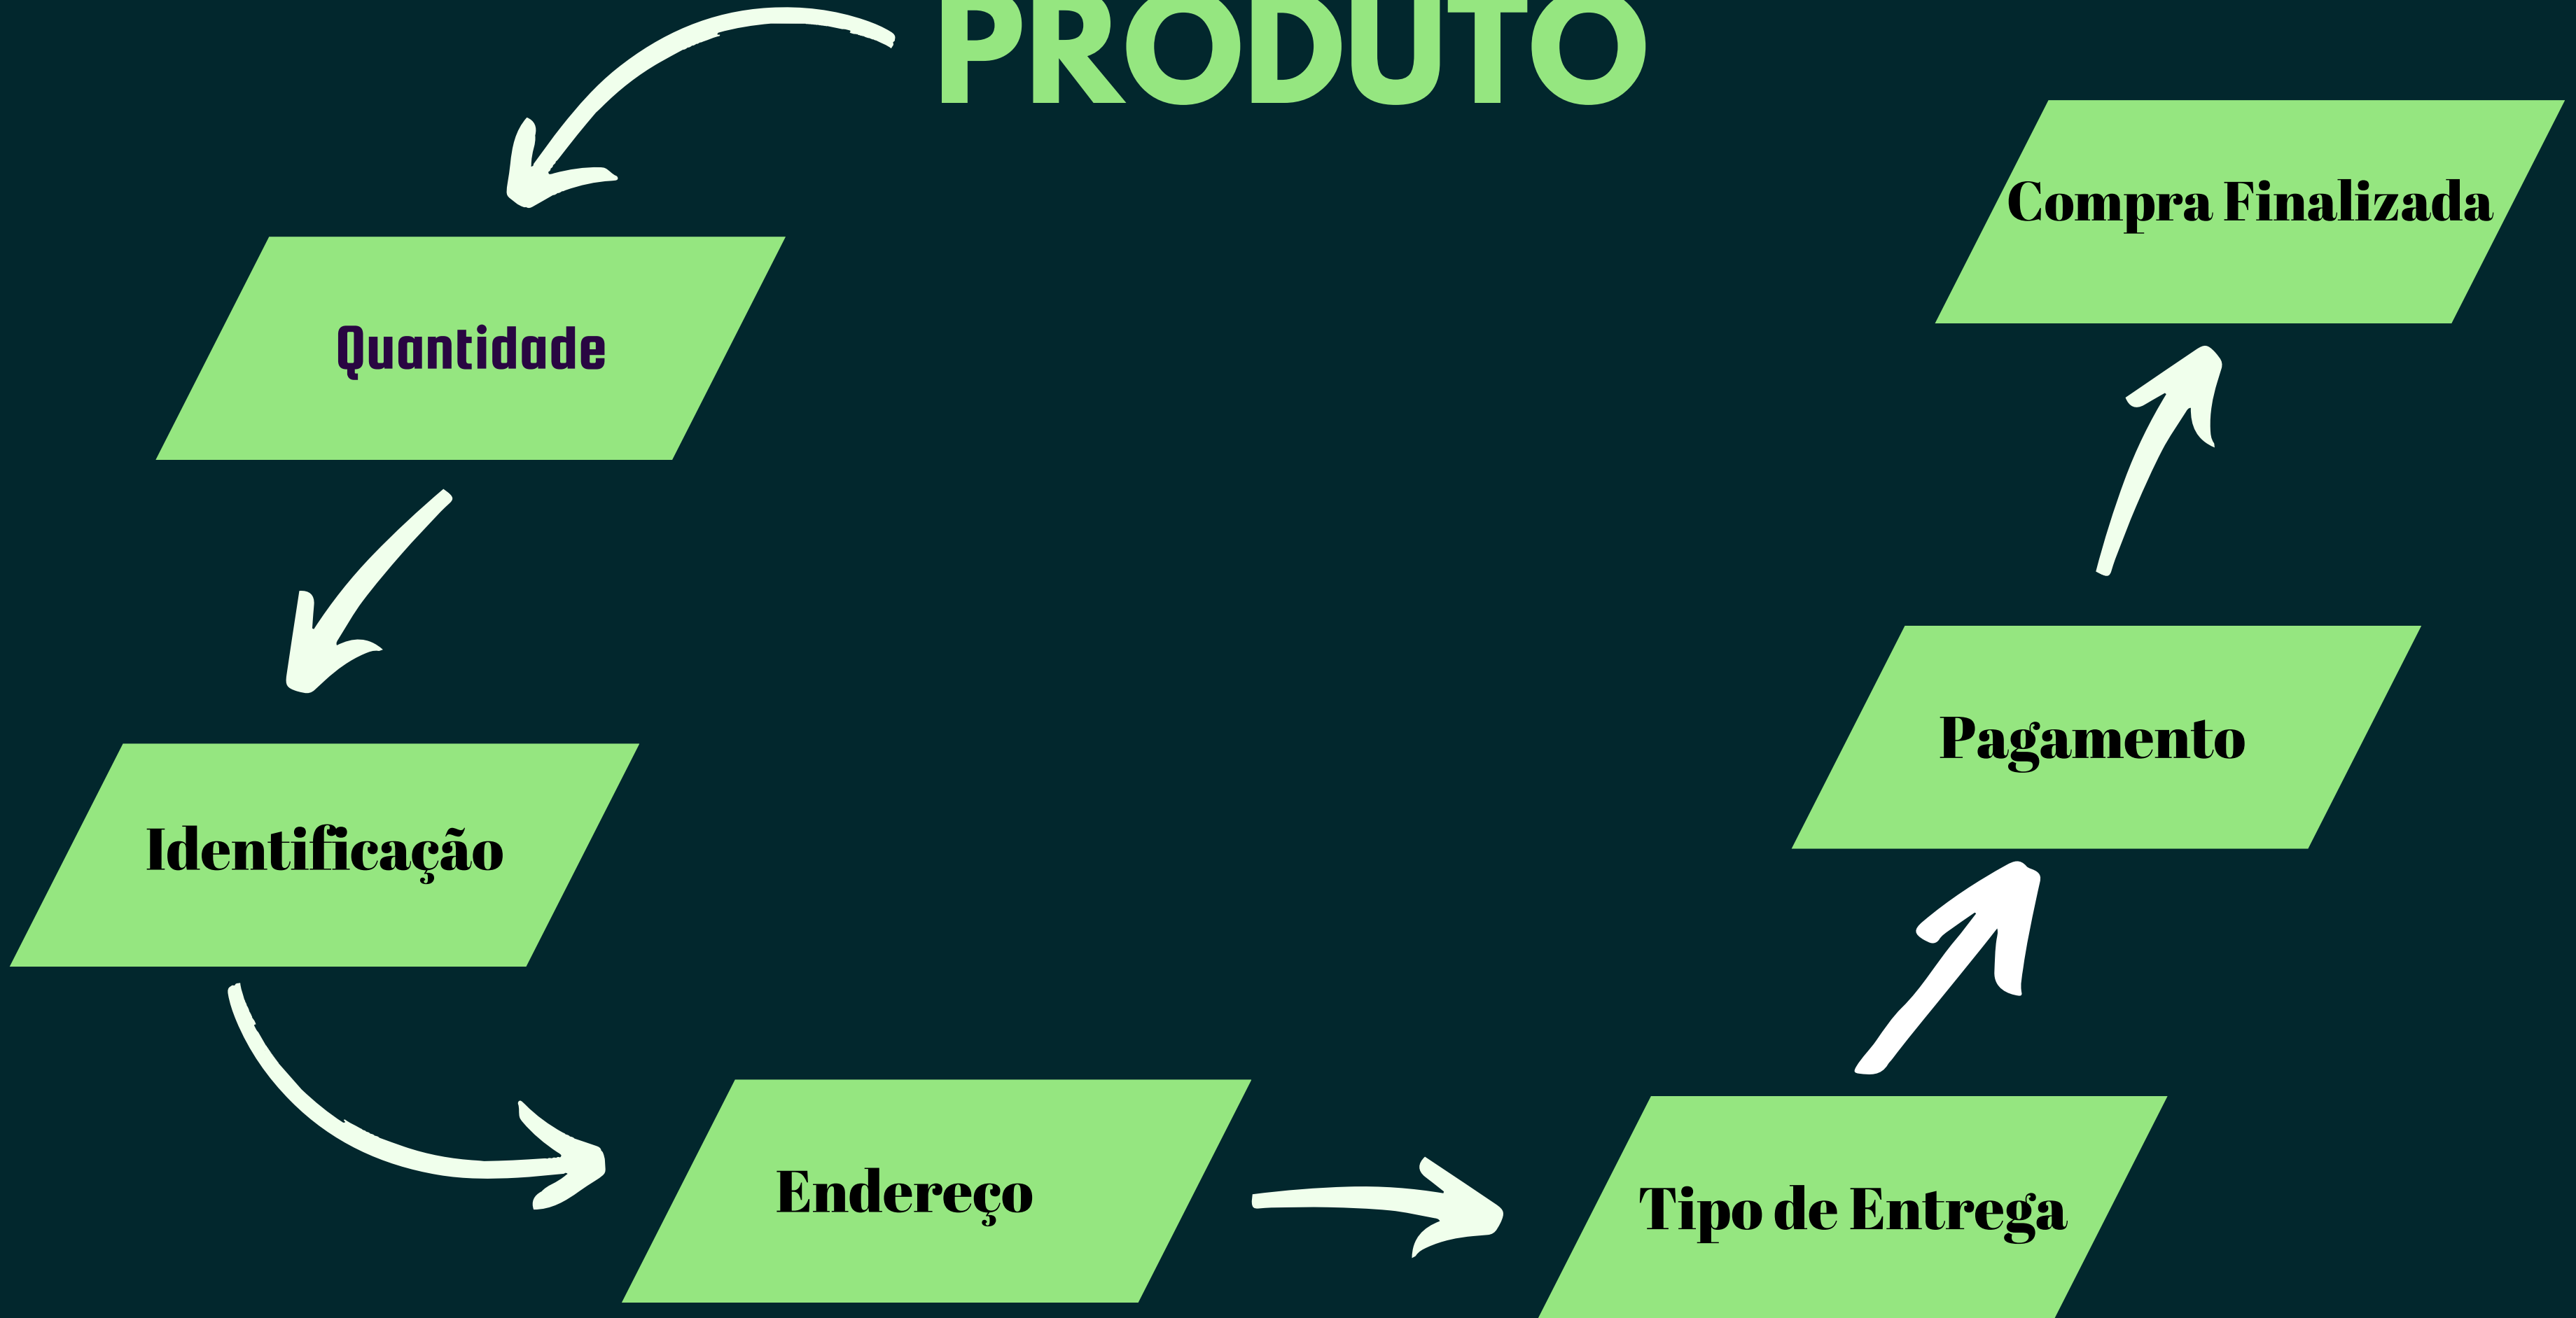 PRODUTO
Quantidade
Identificação
Endereço
Tipo de Entrega
Pagamento
Compra Finalizada